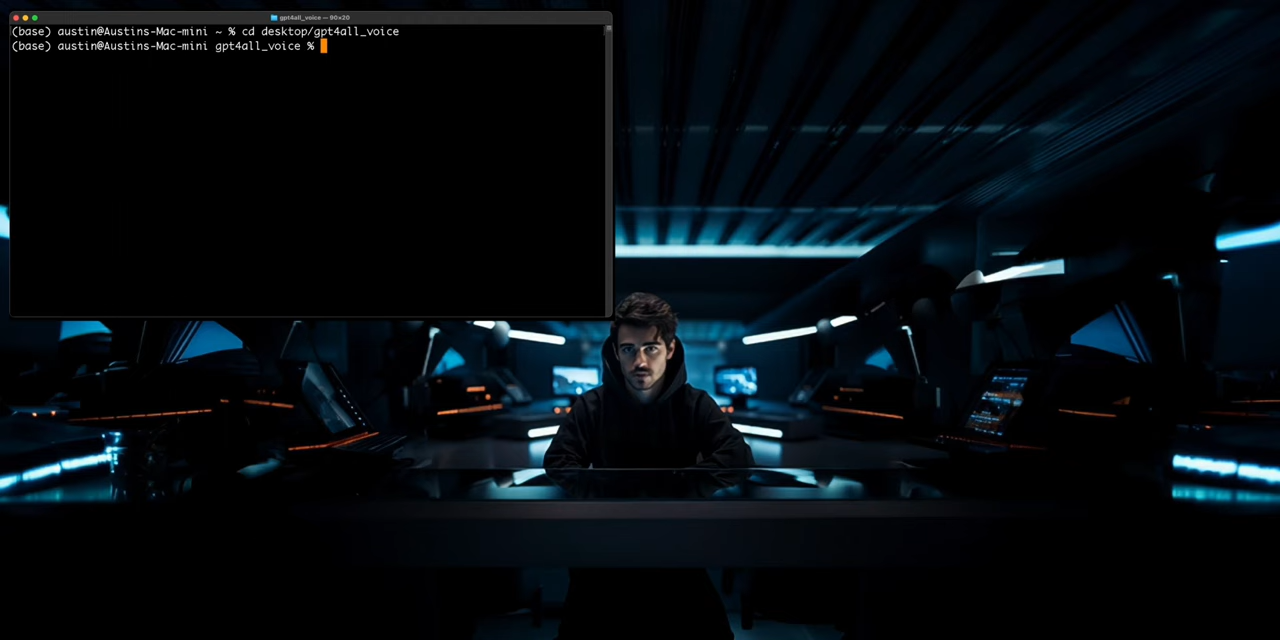 gpt4all_voice — 90×20
(base) austin@Austins-Mac-mini ~ % cd desktop/gpt4all_voice
(base) austin@Austins-Mac-mini gpt4all_voice %